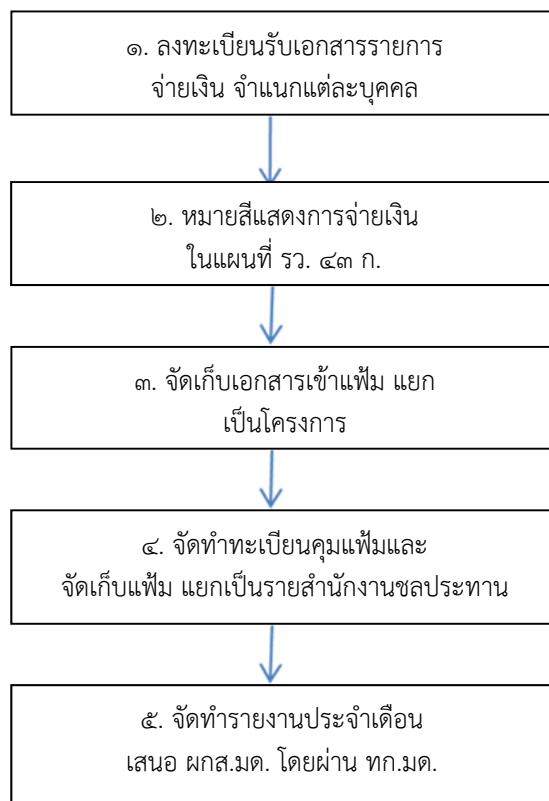 ๑. ลงทะเบียนรับเอกสารรายการ
จ่ายเงิน จำแนกแต่ละบุคคล
๒. หมายสีแสดงการจ่ายเงิน
ในแผนที่ รว. ๔๓ ก.
๓. จัดเก็บเอกสารเข้าแฟ้ม แยก
เป็นโครงการ
๔. จัดทำทะเบียนคุมแฟ้มและ
จัดเก็บแฟ้ม แยกเป็นรายสำนักงานชลประทาน
๕. จัดทำรายงานประจำเดือน
เสนอ ผกส.มด. โดยผ่าน ทก.มด.